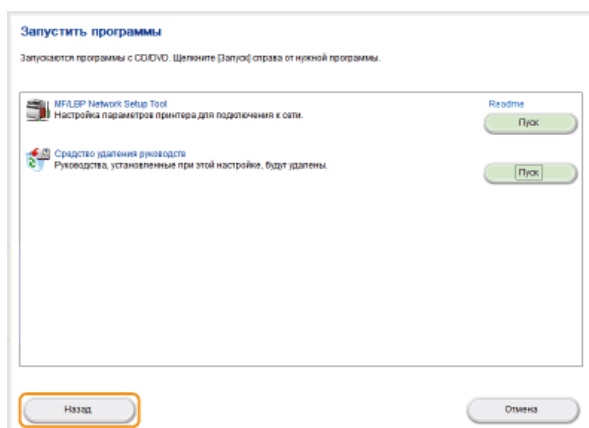 Запустить программы
Запускаются программы с CD/DVD. Щелкните [Запуск] справа от нужной программы.
MF/LBP Network Setup Tool
Readme
Настройка параметров принтера для подключения к сети.
Пуск
Средство удаления руководств
Руководства, установленные при этой настройке, будут удалены.
Пуск
Назад
Отмена